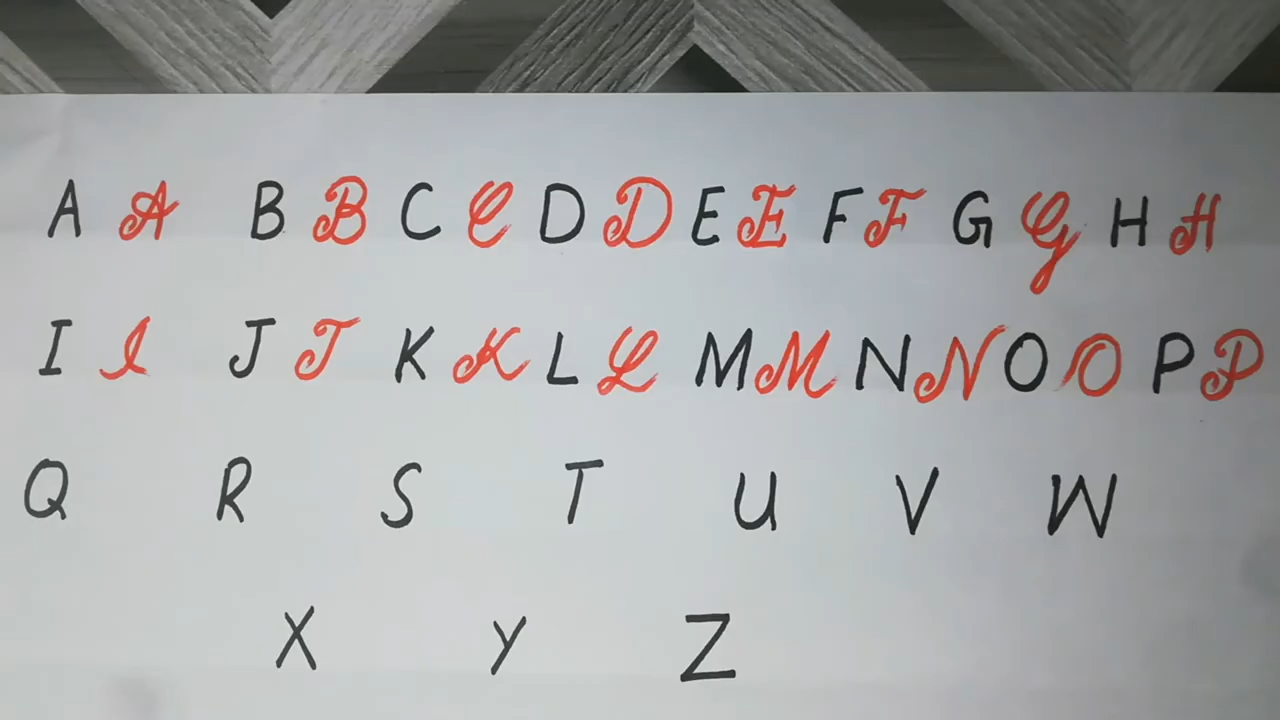 A A B B C C D D E E F F G G H H
I I J J K K L L M M N N O O P P
Q R S T U V W
X Y Z